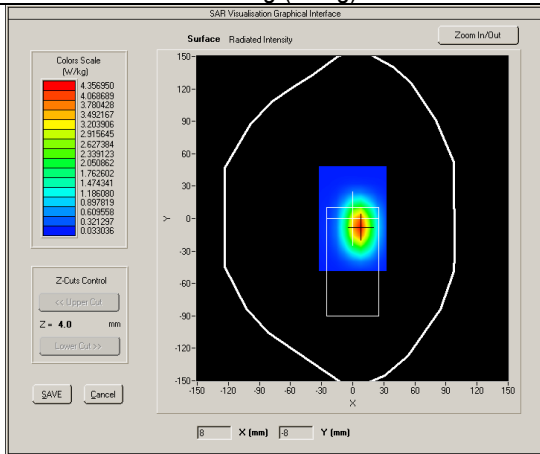 SAR Visualisation Graphical Interface
Surface Radiated Intensity
Zoom In/Out
Colors Scale
(W/kg)
4.356950
4.068689
3.780428
3.492167
3.203906
2.915645
2.627384
2.339123
2.050862
1.762602
1.474341
1.186080
0.897819
0.609558
0.321297
0.033036
Z-Cuts Control
<< Upper Cut
Z = 4.0 mm
Lower Cut >>
SAVE Cancel
150-
120-
90-
60-
30-
0-
-30-
-60-
-90-
-120-
-150-
Y
-150 -120 -90 -60 -30 0 30 60 90 120 150
X
8 X (mm) -8 Y (mm)